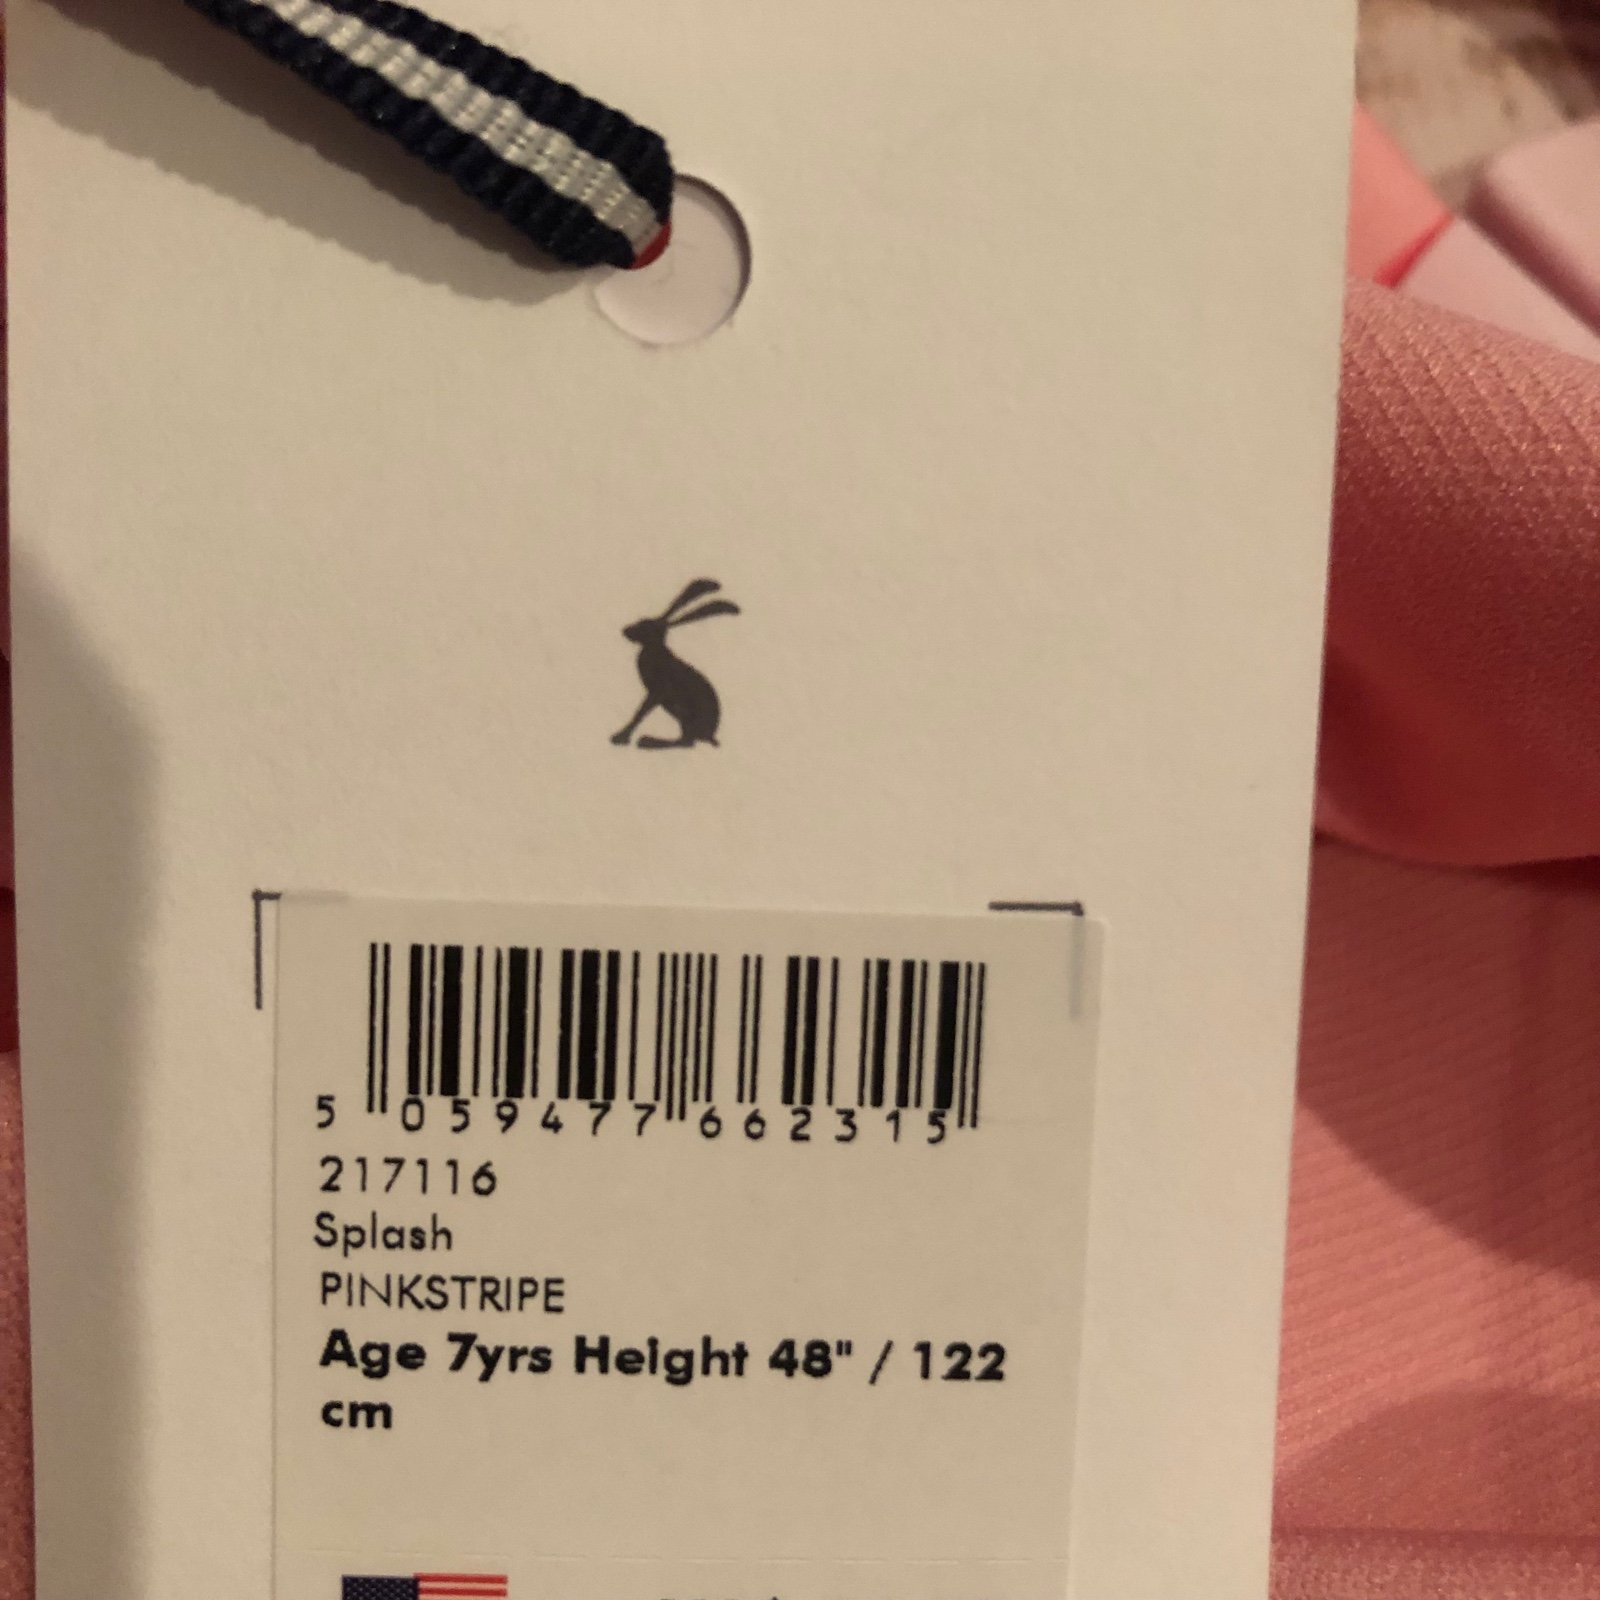 5 059477 662315
217116
Splash
PINKSTRIPE
Age 7yrs Height 48" / 122
cm